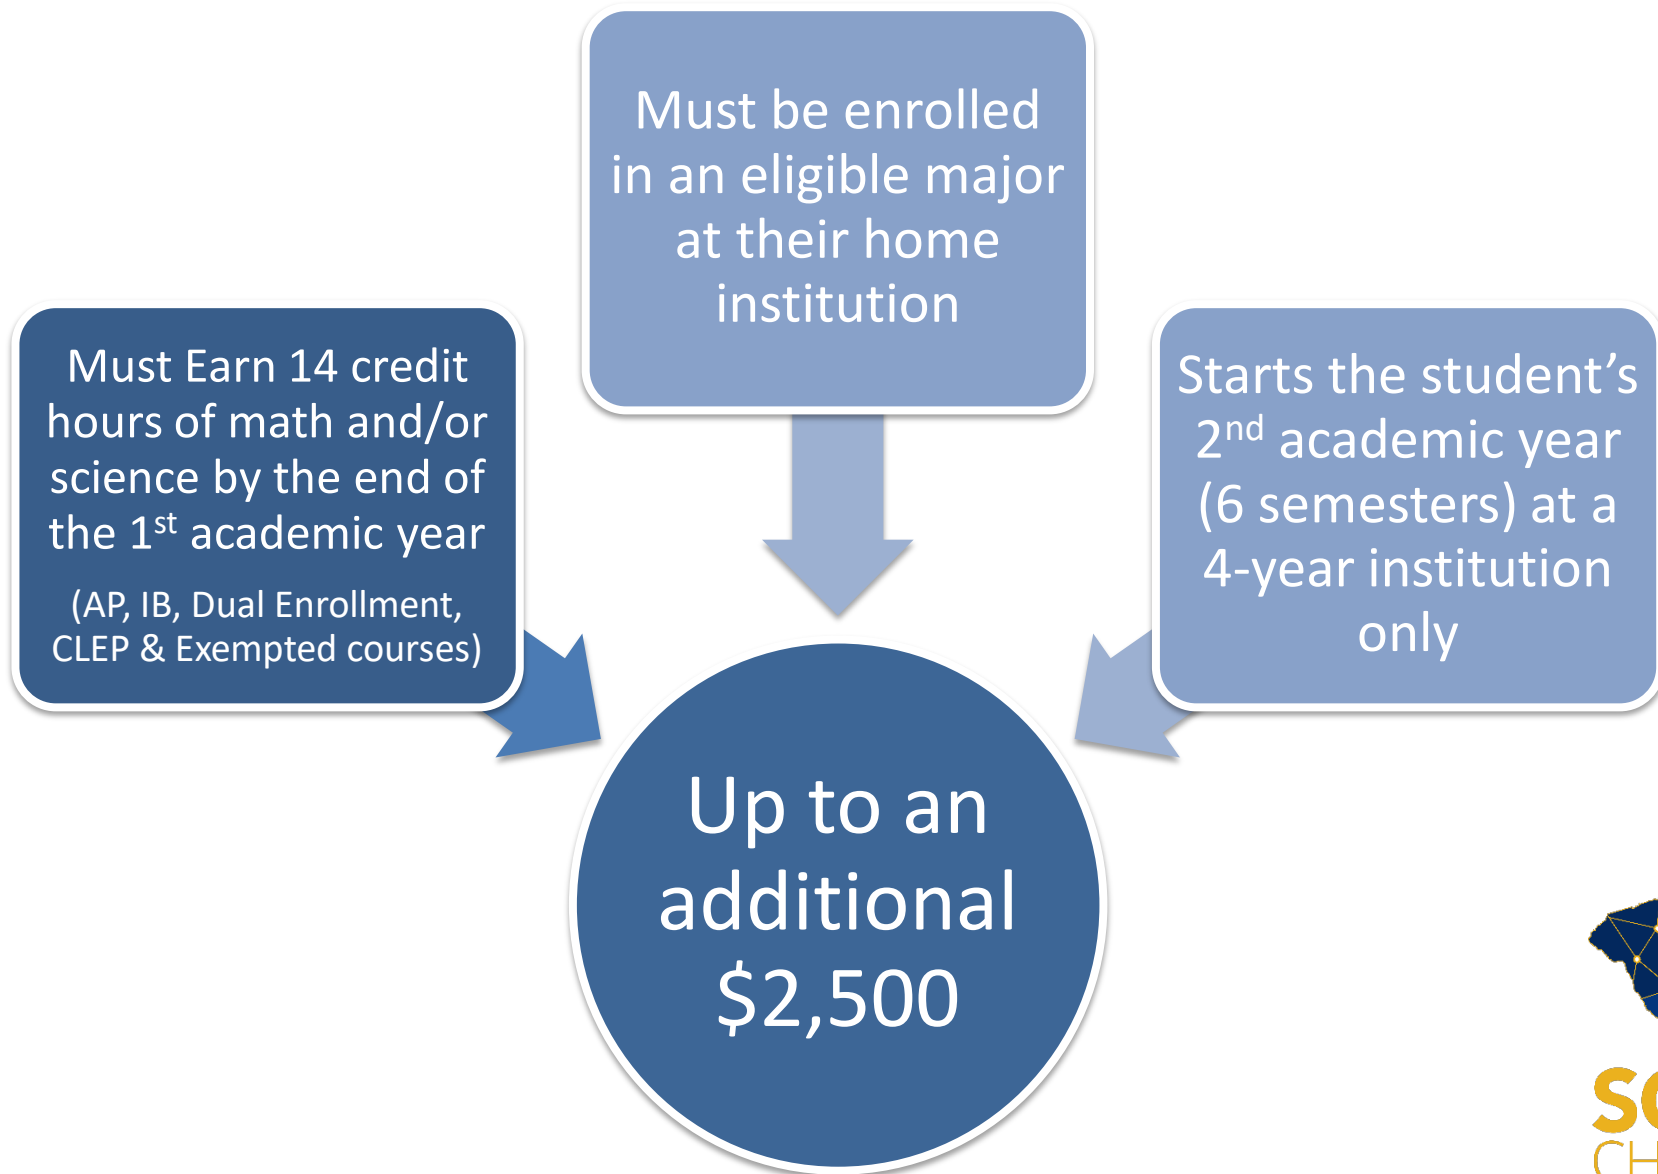 Must be enrolled
in an eligible major
at their home
institution
Must Earn 14 credit
hours of math and/or
science by the end of
the 1st academic year
(AP, IB, Dual Enrollment,
CLEP & Exempted courses)
Starts the student’s
2nd academic year
(6 semesters) at a
4-year institution
only
Up to an
additional
$2,500